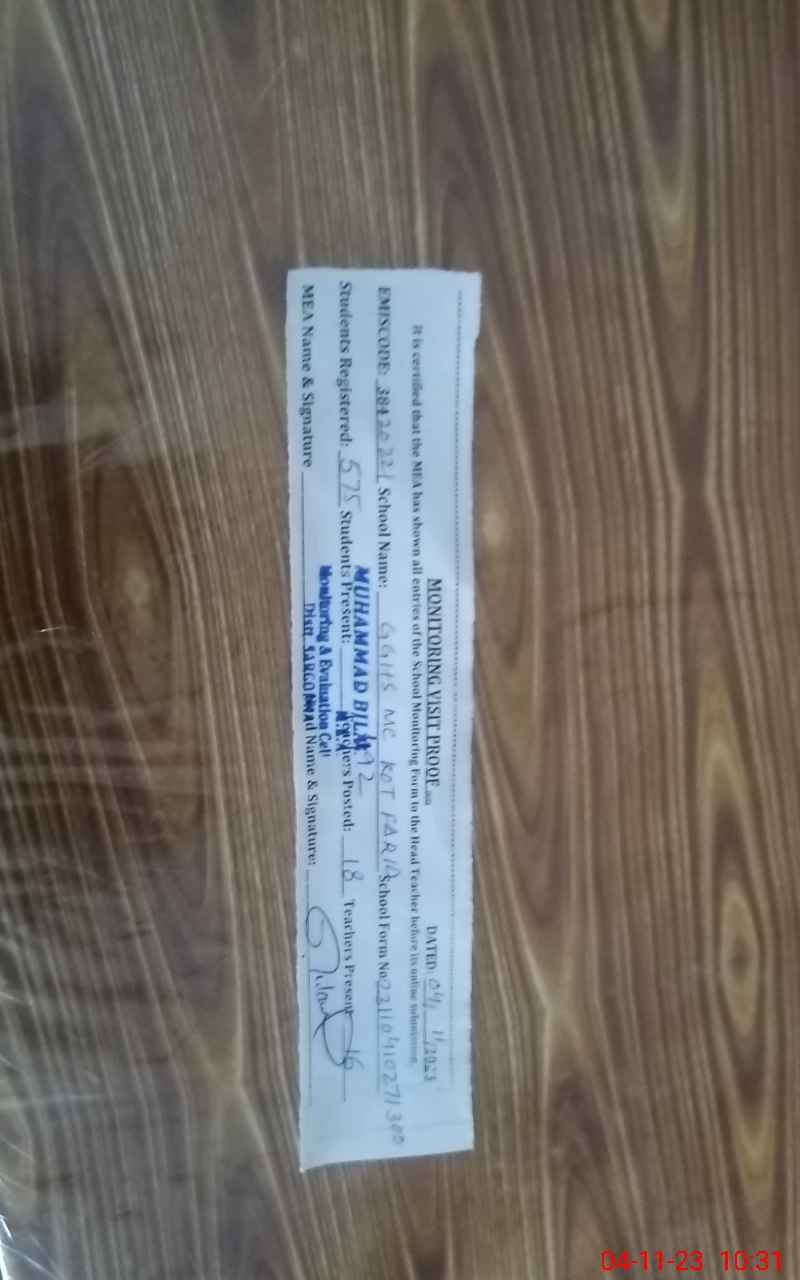 MONITORING VISIT PROOF DATED: 04/11/2023
It is certified that the MEA has shown all entries of the School Monitoring Form to the Head Teacher before its online submission.
EMISCODE: 38420221 School Name: GGHS MC KOT FARID School Form No: 23110410271300
Students Registered: 575 Students Present: Teachers Posted: 18 Teachers Present 16
MEA Name & Signature Head Name & Signature:
MUHAMMAD BILAL
M.E.A
Monitoring & Evaluation Cell
Distt. SARGODHA
04-11-23 10:31